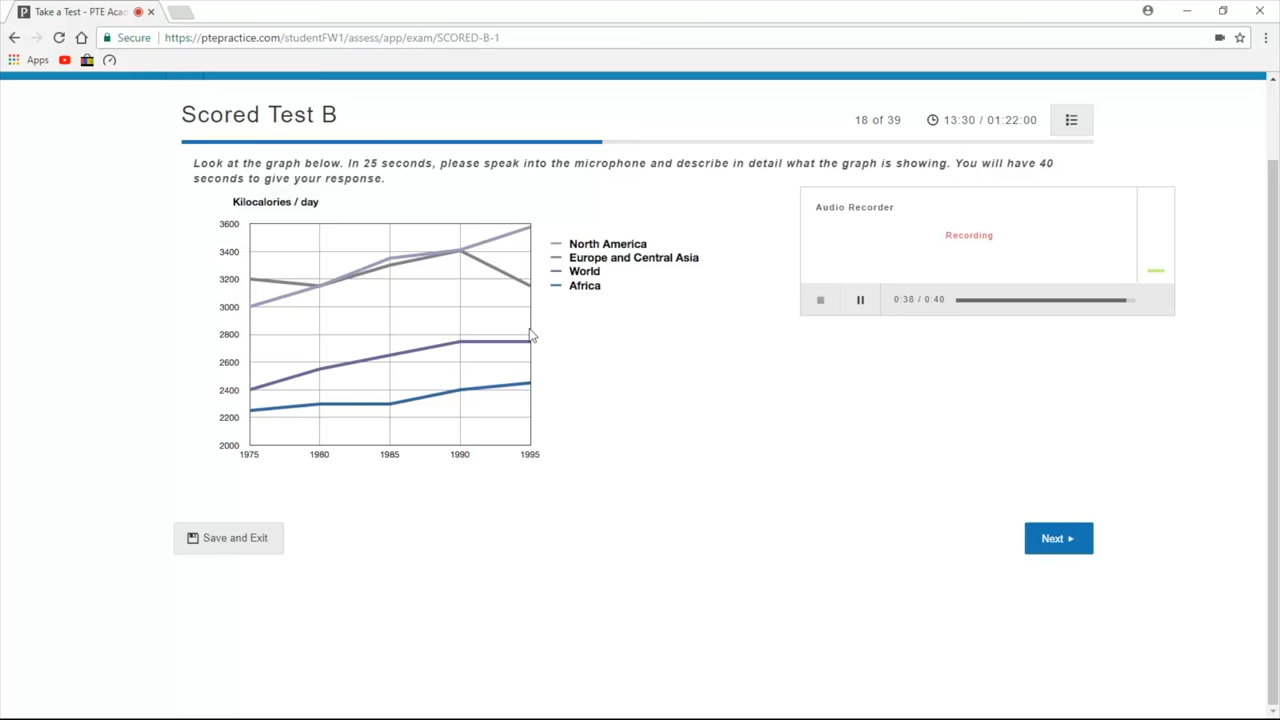 Take a Test - PTE Aca
Secure
https://ptepractice.com/studentFW1/assess/app/exam/SCORED-B-1
Apps
Scored Test B
18 of 39
13:30 / 01:22:00
Look at the graph below. In 25 seconds, please speak into the microphone and describe in detail what the graph is showing. You will have 40
seconds to give your response.
Kilocalories / day
3600
3400
3200
3000
2800
2600
2400
2200
2000
1975 1980 1985 1990 1995
North America
Europe and Central Asia
World
Africa
Audio Recorder
Recording
0:38 / 0:40
Save and Exit
Next